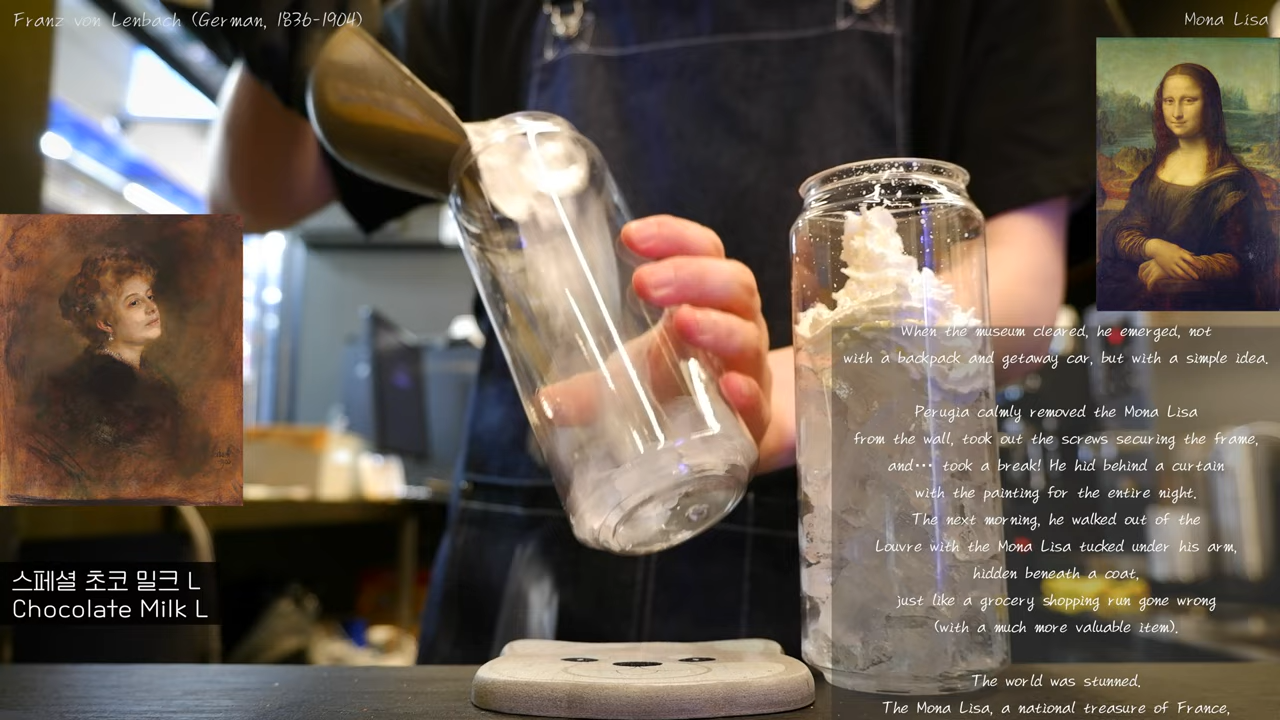 Franz von Lenbach (German, 1836-1904)
Mona Lisa
When the museum cleared, he emerged, not
with a backpack and getaway car, but with a simple idea.
Perugia calmly removed the Mona Lisa
from the wall, took out the screws securing the frame,
and··· took a break! He hid behind a curtain
with the painting for the entire night.
The next morning, he walked out of the
Louvre with the Mona Lisa tucked under his arm,
hidden beneath a coat,
just like a grocery shopping run gone wrong
(with a much more valuable item).
The world was stunned.
The Mona Lisa, a national treasure of France,
스페셜 초코 밀크 L
Chocolate Milk L